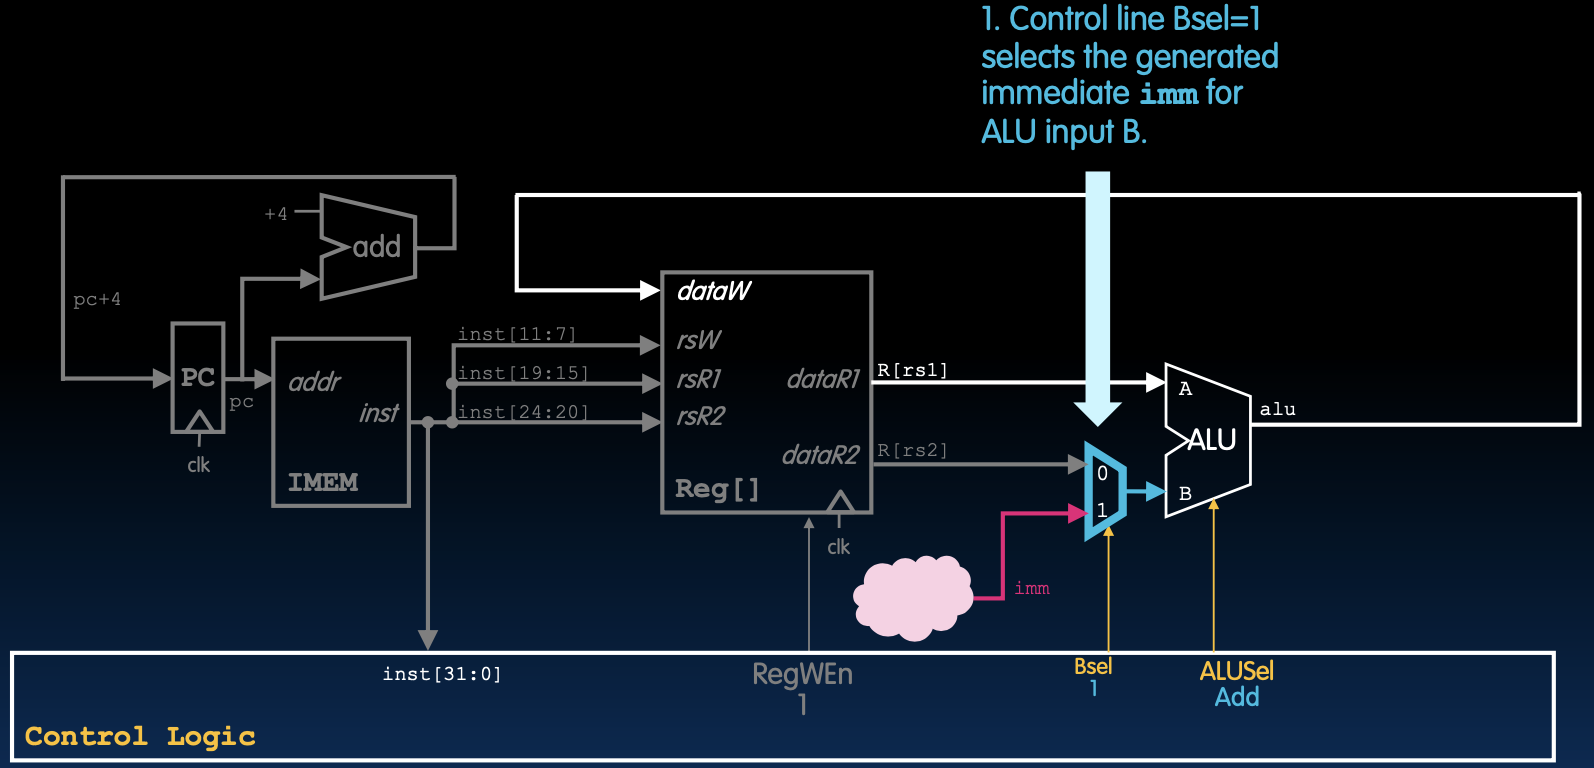 1. Control line Bsel=1
selects the generated
immediate imm for
ALU input B.
+4
add
pc+4
PC
clk
pc
addr
inst
IMEM
inst[11:7]
inst[19:15]
inst[24:20]
dataW
rsW
rsR1
rsR2
dataR1
dataR2
Reg[]
clk
R[rs1]
R[rs2]
0
1
A
ALU
B
alu
imm
inst[31:0]
RegWEn
1
Bsel
1
ALUSel
Add
Control Logic